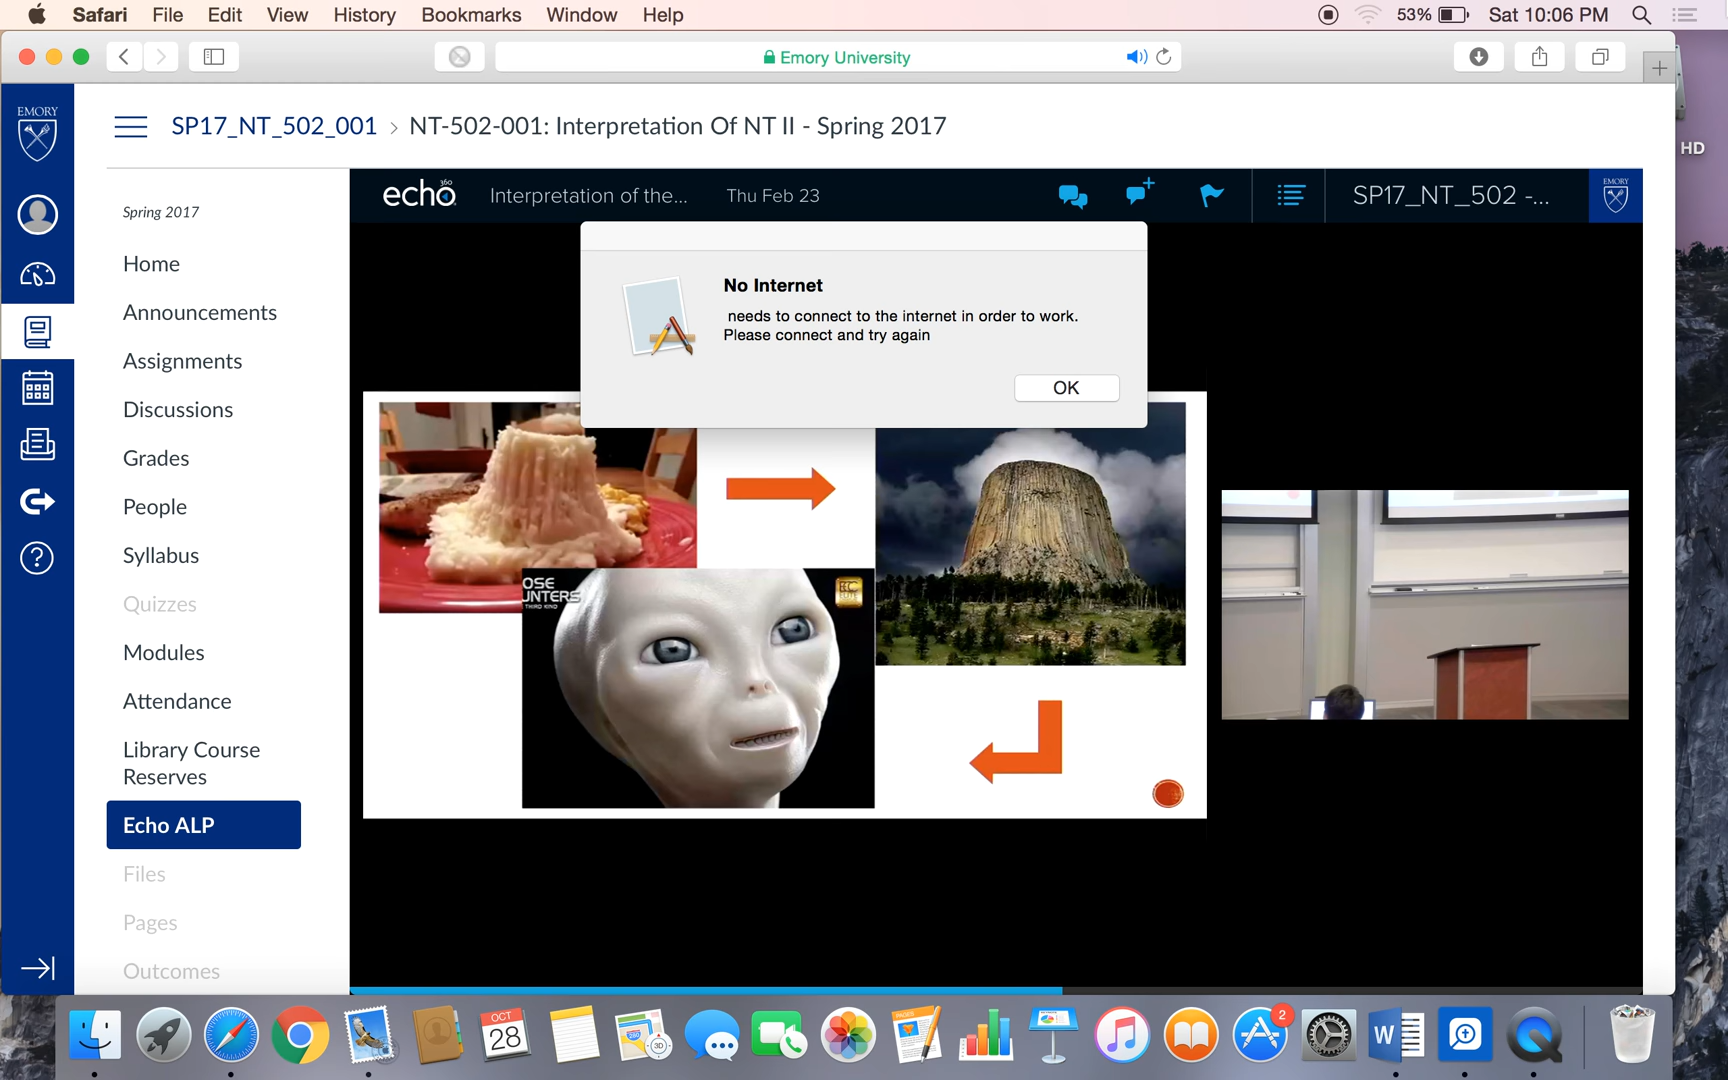 Safari File Edit View History Bookmarks Window Help 53% Sat 10:06 PM
Emory University
EMORY
SP17_NT_502_001 > NT-502-001: Interpretation Of NT II - Spring 2017
HD
echo 360 Interpretation of the... Thu Feb 23 SP17_NT_502 -... EMORY
Spring 2017
Home
Announcements
Assignments
Discussions
Grades
People
Syllabus
Quizzes
Modules
Attendance
Library Course
Reserves
Echo ALP
Files
Pages
Outcomes
No Internet
needs to connect to the internet in order to work.
Please connect and try again
OK
OSE
UNTERS
THIRD KIND
OCT
28
PAGES
3D
2
W